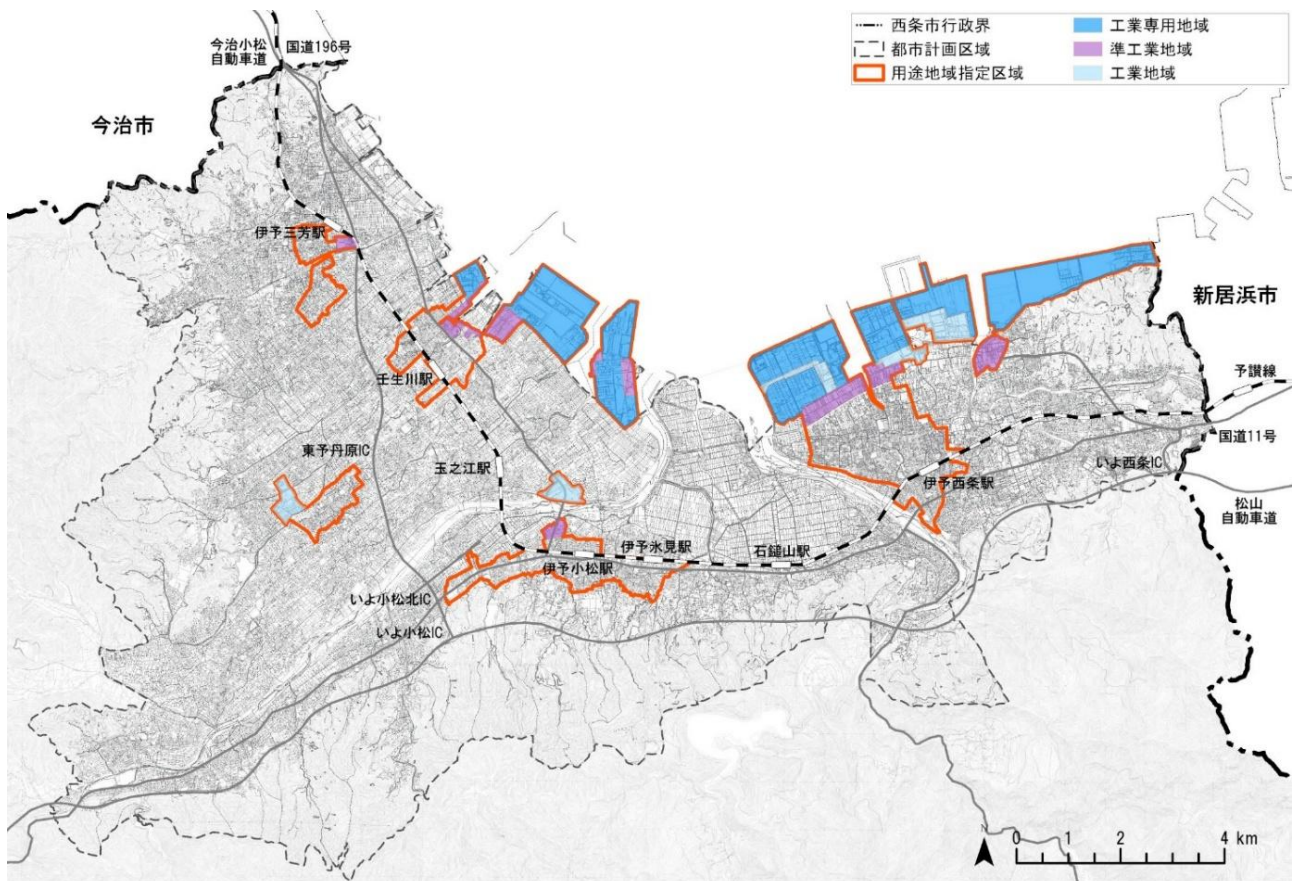 西条市行政界
都市計画区域
用途地域指定区域
工業専用地域
準工業地域
工業地域
今治小松
自動車道
国道196号
今治市
伊予三芳駅
新居浜市
壬生川駅
予讃線
国道11号
東予丹原IC
玉之江駅
いよ西条IC
伊予西条駅
松山
自動車道
伊予氷見駅
石鎚山駅
伊予小松駅
いよ小松北IC
いよ小松IC
0 1 2 4 km